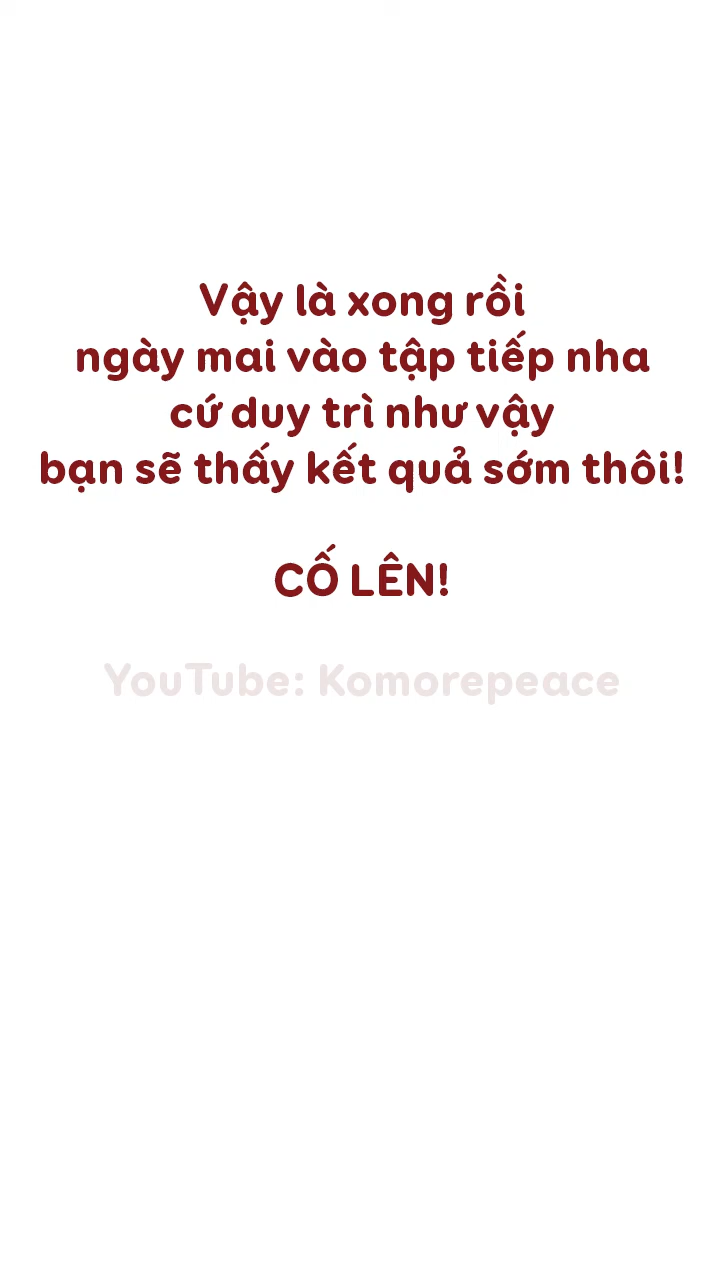 Vậy là xong rồi
ngày mai vào tập tiếp nha
cứ duy trì như vậy
bạn sẽ thấy kết quả sớm thôi!
CỐ LÊN!
YouTube: Komorepeace